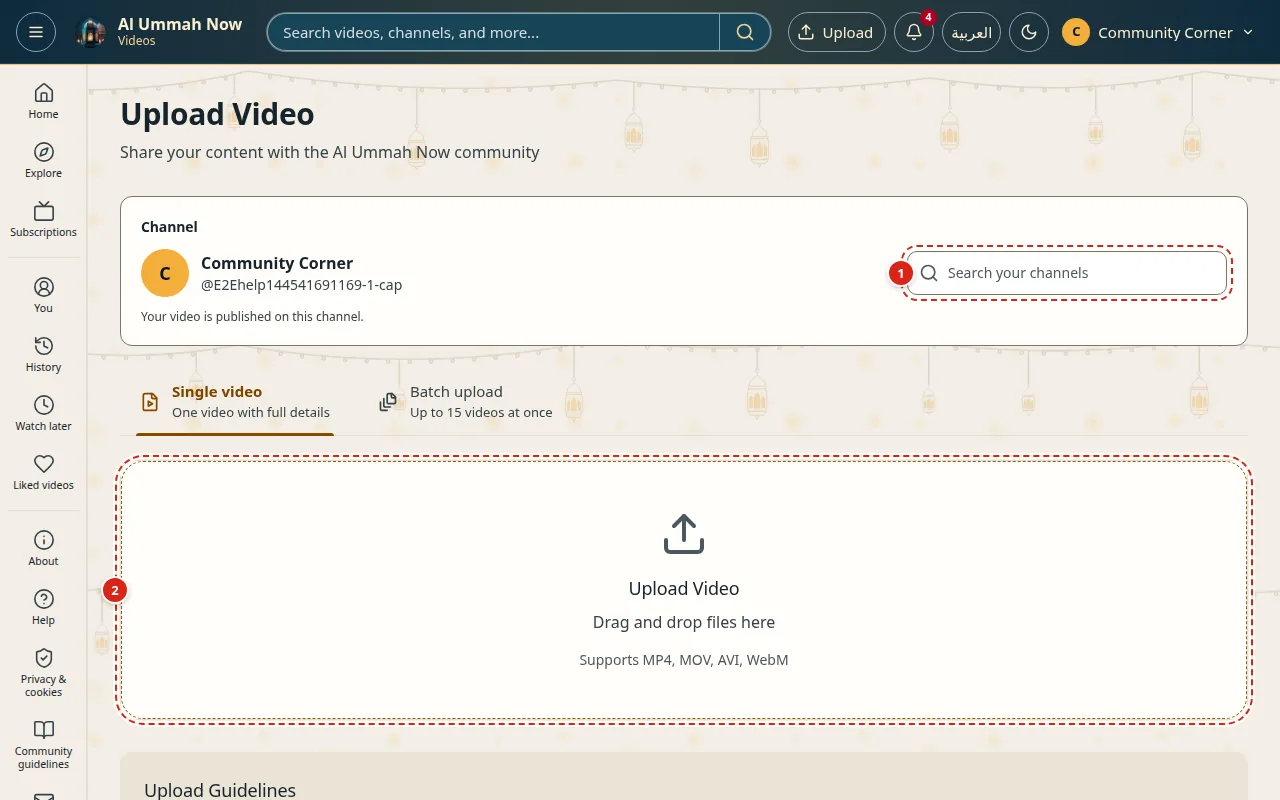 Al Ummah Now
Videos
Search videos, channels, and more...
Upload
4
العربية
C
Community Corner
Home
Explore
Subscriptions
You
History
Watch later
Liked videos
About
Help
Privacy &
cookies
Community
guidelines
Upload Video
Share your content with the Al Ummah Now community
Channel
C
Community Corner
@E2Ehelp144541691169-1-cap
Your video is published on this channel.
1
Search your channels
Single video
One video with full details
Batch upload
Up to 15 videos at once
2
Upload Video
Drag and drop files here
Supports MP4, MOV, AVI, WebM
Upload Guidelines